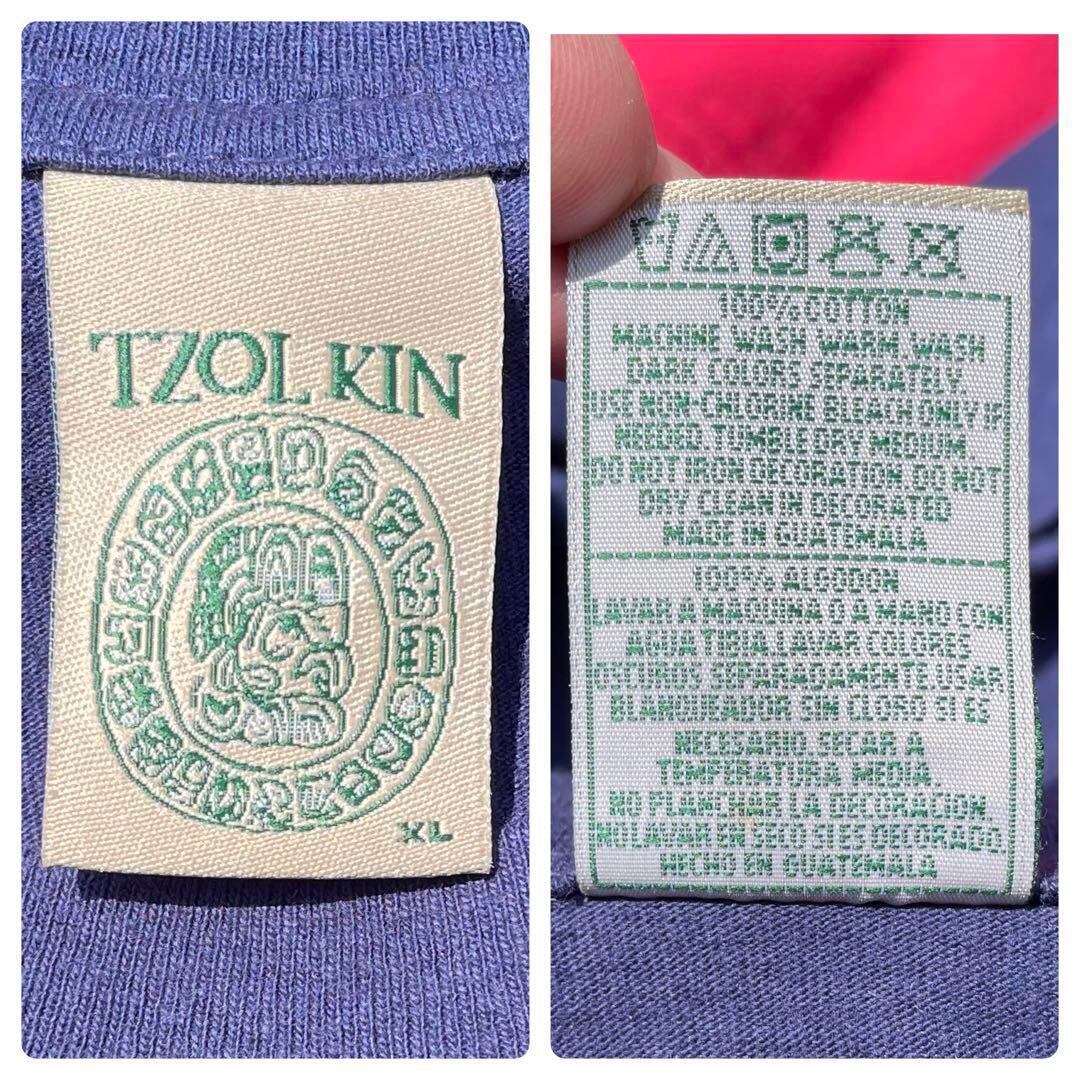 TZOL KIN
XL
100% COTTON
MACHINE WASH WARM WASH
DARK COLORS SEPARATELY
USE NON-CHLORINE BLEACH ONLY IF
NEEDED. TUMBLE DRY MEDIUM
DO NOT IRON DECORATION. DO NOT
DRY CLEAN IN DECORATED
MADE IN GUATEMALA
100% ALGODON
LAVAR A MAQUINA O A MANO CON
AGUA TIBIA. LAVAR COLORES
OSCUROS SEPARADAMENTE USAR
BLANQUEADOR SIN CLORO SI ES
NECESARIO. SECAR A
TEMPERATURA MEDIA
NO PLANCHAR LA DECORACION
NO LAVAR EN SECO SI ES DECORADO.
HECHO EN GUATEMALA